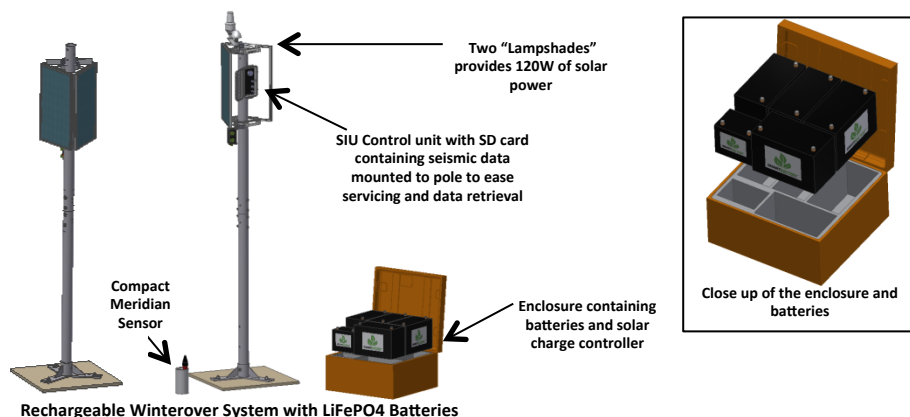 Two “Lampshades”
provides 120W of solar
power
SIU Control unit with SD card
containing seismic data
mounted to pole to ease
servicing and data retrieval
Compact
Meridian
Sensor
Enclosure containing
batteries and solar
charge controller
Rechargeable Winterover System with LiFePO4 Batteries
Close up of the enclosure and
batteries